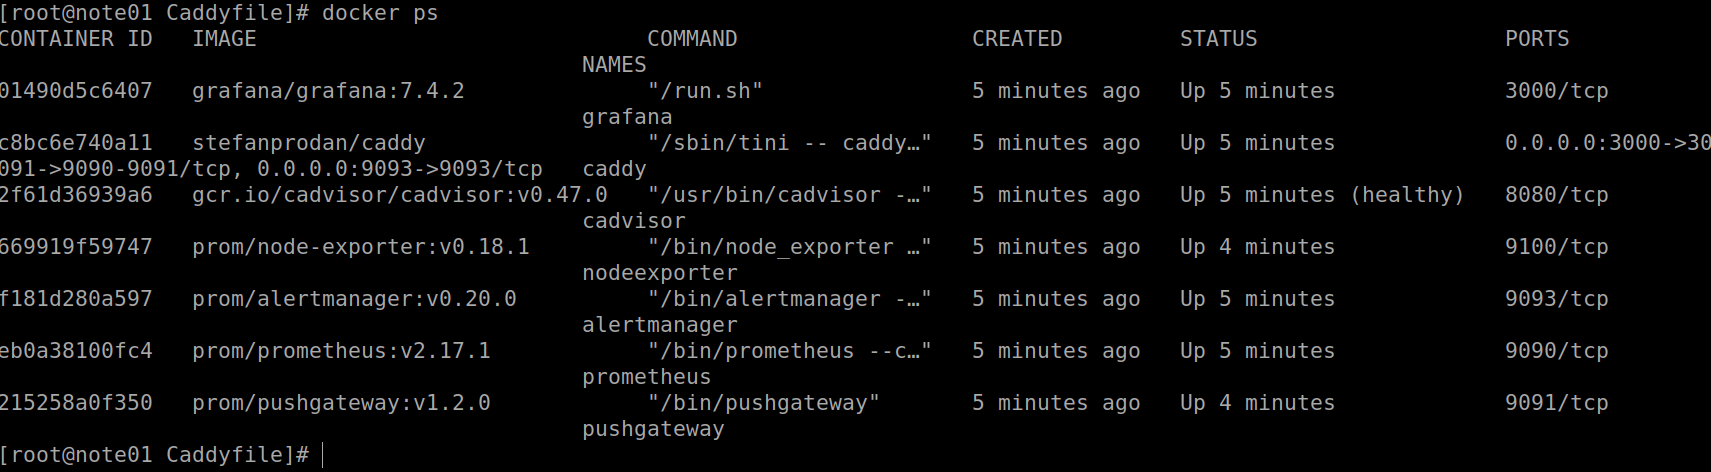 [root@note01 Caddyfile]# docker ps
CONTAINER ID   IMAGE                              COMMAND                  CREATED         STATUS                   PORTS
                                             NAMES
01490d5c6407   grafana/grafana:7.4.2              "/run.sh"                5 minutes ago   Up 5 minutes             3000/tcp
                                             grafana
c8bc6e740a11   stefanprodan/caddy                 "/sbin/tini -- caddy…"   5 minutes ago   Up 5 minutes             0.0.0.0:3000->30
091->9090-9091/tcp, 0.0.0.0:9093->9093/tcp   caddy
2f61d36939a6   gcr.io/cadvisor/cadvisor:v0.47.0   "/usr/bin/cadvisor -…"   5 minutes ago   Up 5 minutes (healthy)   8080/tcp
                                             cadvisor
669919f59747   prom/node-exporter:v0.18.1         "/bin/node_exporter …"   5 minutes ago   Up 4 minutes             9100/tcp
                                             nodeexporter
f181d280a597   prom/alertmanager:v0.20.0          "/bin/alertmanager -…"   5 minutes ago   Up 5 minutes             9093/tcp
                                             alertmanager
eb0a38100fc4   prom/prometheus:v2.17.1            "/bin/prometheus --c…"   5 minutes ago   Up 5 minutes             9090/tcp
                                             prometheus
215258a0f350   prom/pushgateway:v1.2.0            "/bin/pushgateway"       5 minutes ago   Up 4 minutes             9091/tcp
                                             pushgateway
[root@note01 Caddyfile]#